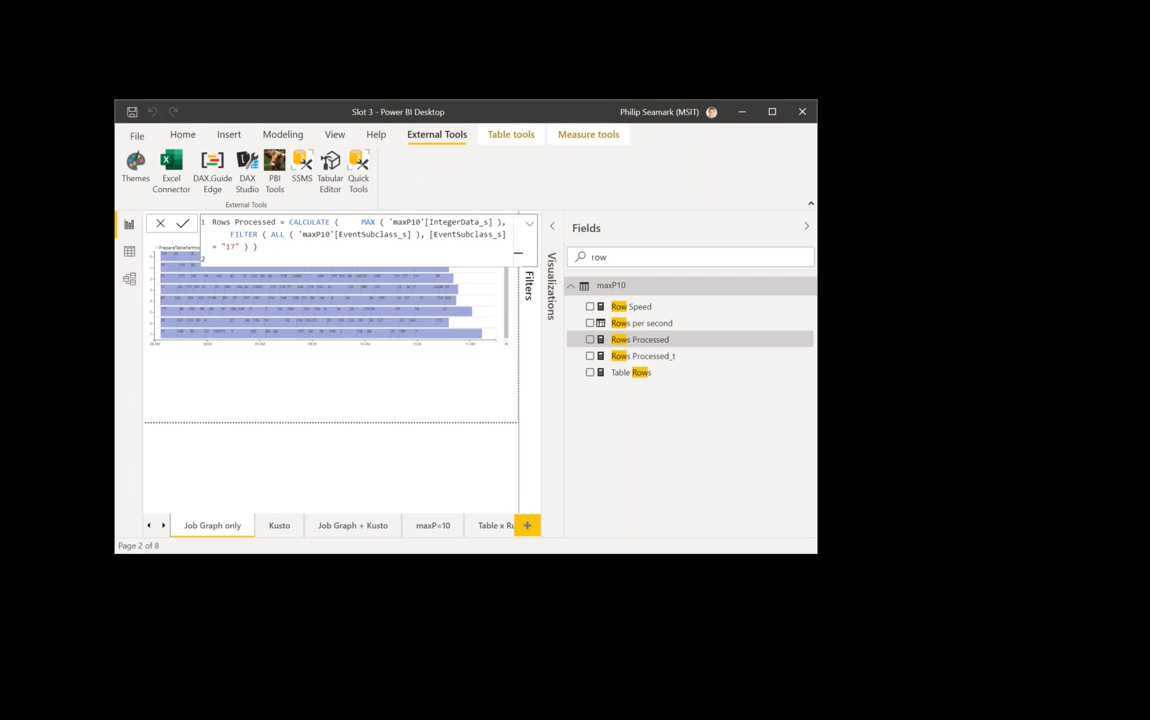 Slot 3 - Power BI Desktop
Philip Seamark (MSIT)
File Home Insert Modeling View Help External Tools Table tools Measure tools
Themes Excel Connector DAX.Guide Edge DAX Studio PBI Tools SSMS Tabular Editor Quick Tools
External Tools
1 Rows Processed = CALCULATE ( MAX ( 'maxP10'[IntegerData_s] ),
FILTER ( ALL ( 'maxP10'[EventSubclass_s] ), [EventSubclass_s]
= "17" ) )
2
Filters
Visualizations
Fields
row
maxP10
Row Speed
Rows per second
Rows Processed
Rows Processed_t
Table Rows
Job Graph only Kusto Job Graph + Kusto maxP=10 Table x Ru
Page 2 of 8